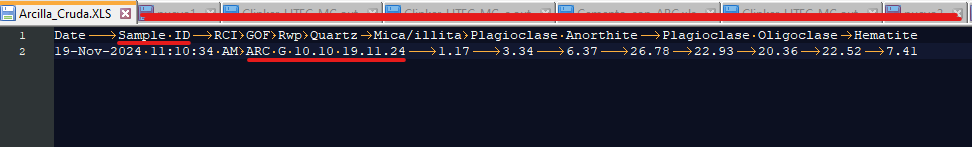 Arcilla_Cruda.XLS
1 Date Sample ID RCI GOF Rwp Quartz Mica/illita Plagioclase Anorthite Plagioclase Oligoclase Hematite
2 19-Nov-2024 11:10:34 AM ARC G 10.10 19.11.24 1.17 3.34 6.37 26.78 22.93 20.36 22.52 7.41